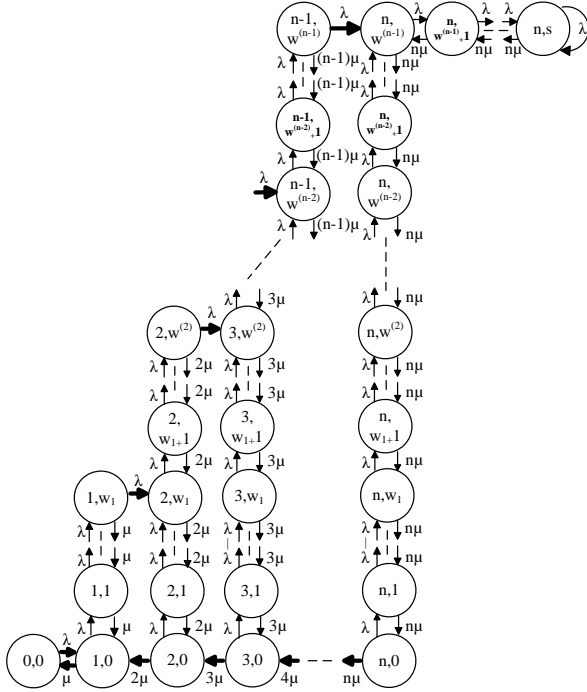 λ λ λ λ λ
n-1, w(n-1) n, w(n-1) n, w(n-1)+1 n,s
nμ nμ nμ
λ (n-1)μ λ nμ
λ (n-1)μ λ nμ
n-1, w(n-2)+1 n, w(n-2)+1
λ (n-1)μ λ nμ
λ
n-1, w(n-2) n, w(n-2)
λ (n-1)μ λ nμ
λ 3μ λ nμ
λ
2,w(2) 3,w(2) n,w(2)
λ 2μ λ 3μ λ nμ
λ 2μ λ 3μ λ nμ
2, w1+1 3, w1+1 n, w1+1
λ 2μ λ 3μ λ nμ
λ
1,w1 2,w1 3,w1 n,w1
λ μ λ 2μ λ 3μ λ nμ
λ μ λ 2μ λ 3μ λ nμ
1,1 2,1 3,1 n,1
λ μ λ 2μ λ 3μ λ nμ
λ
0,0 1,0 2,0 3,0 n,0
μ 2μ 3μ 4μ nμ